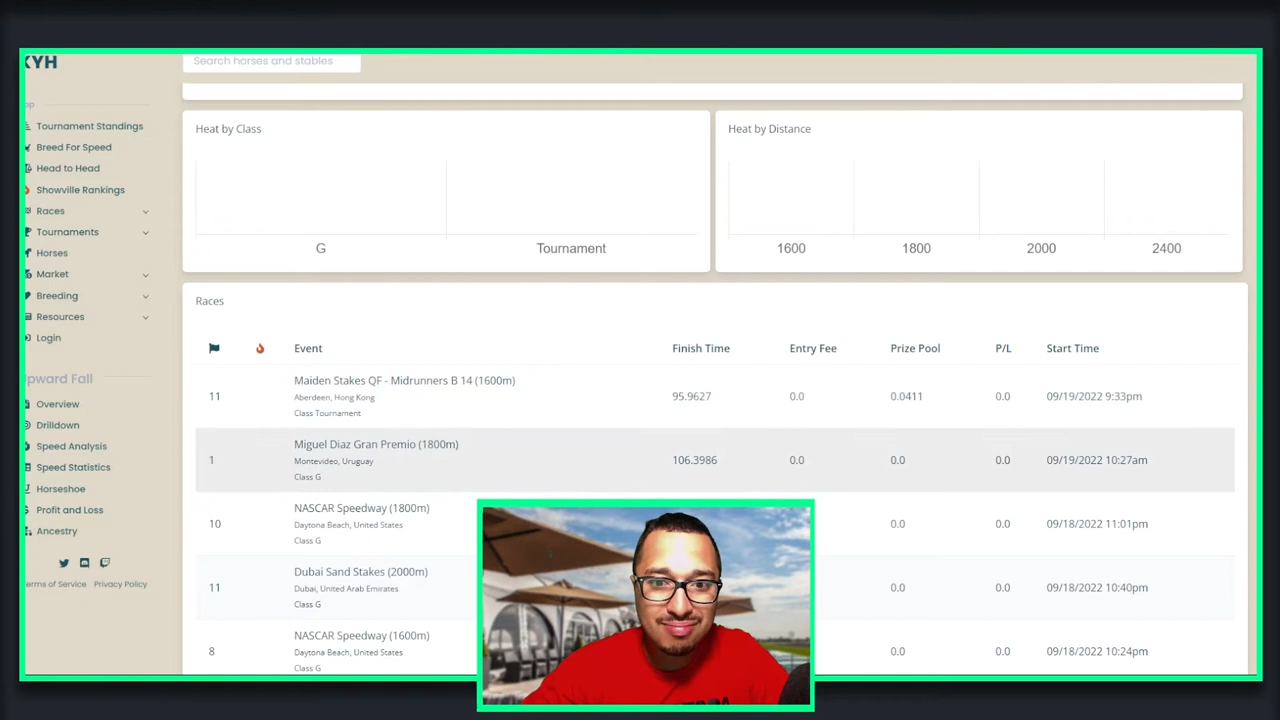 KYH
Search horses and stables
Tournament Standings
Breed For Speed
Head to Head
Showville Rankings
Races
Tournaments
Horses
Market
Breeding
Resources
Login
Overview
Drilldown
Speed Analysis
Speed Statistics
Horseshoe
Profit and Loss
Ancestry
Privacy Policy
Heat by Class
G Tournament
Heat by Distance
1600 1800 2000 2400
Races
Event Finish Time Entry Fee Prize Pool P/L Start Time
Maiden Stakes QF - Midrunners B 14 (1600m)
11 Aberdeen, Hong Kong 95.9627 0.0 0.0411 0.0 09/19/2022 9:33pm
Class Tournament
Miguel Diaz Gran Premio (1800m)
1 Montevideo, Uruguay 106.3986 0.0 0.0 0.0 09/19/2022 10:27am
Class G
NASCAR Speedway (1800m)
10 Daytona Beach, United States 0.0 0.0 09/18/2022 11:01pm
Class G
Dubai Sand Stakes (2000m)
11 Dubai, United Arab Emirates 0.0 0.0 09/18/2022 10:40pm
Class G
NASCAR Speedway (1600m)
8 Daytona Beach, United States 0.0 0.0 09/18/2022 10:24pm
Class G